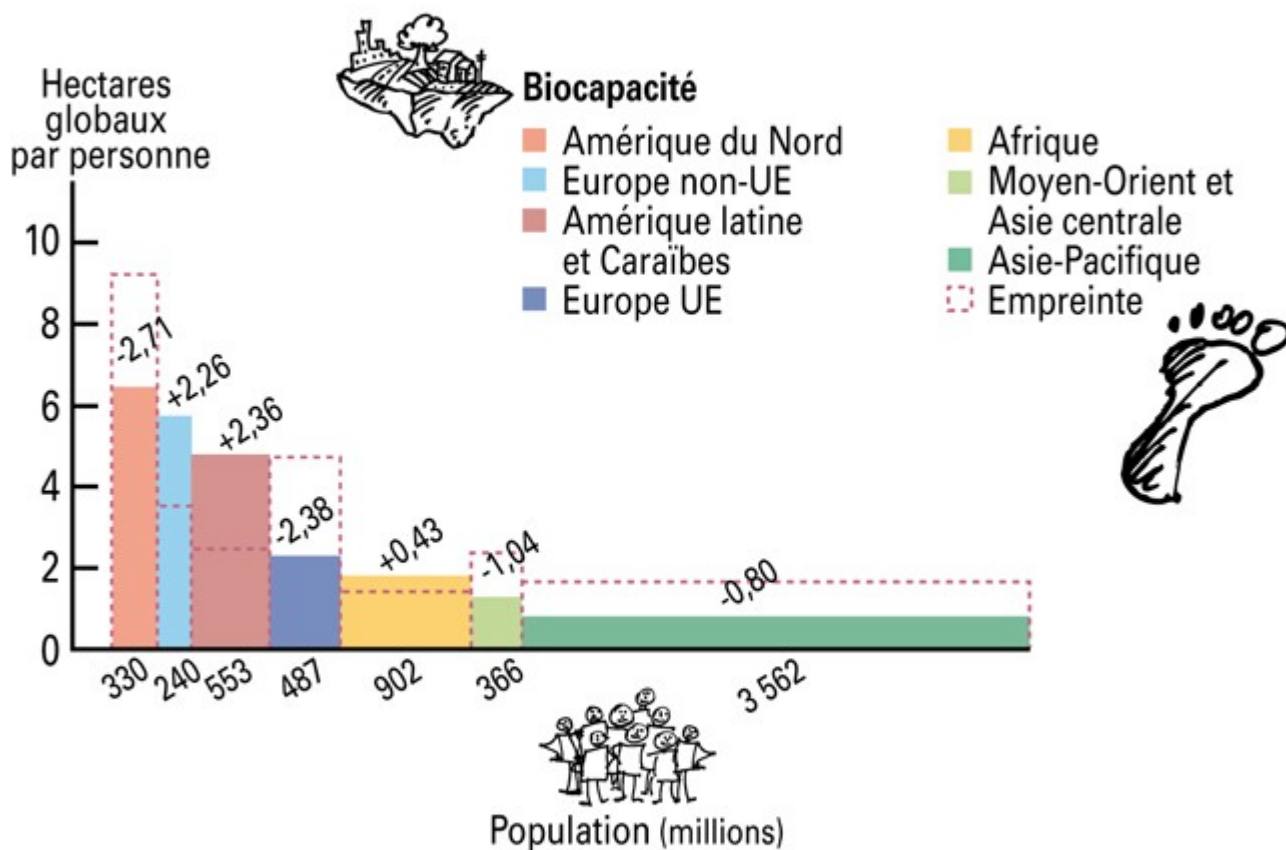 Hectares
globaux
par personne
Biocapacité
Amérique du Nord
Europe non-UE
Amérique latine
et Caraïbes
Europe UE
Afrique
Moyen-Orient et
Asie centrale
Asie-Pacifique
Empreinte
10
8
6
4
2
0
-2,71
+2,26
+2,36
-2,38
+0,43
-1,04
-0,80
330
240
553
487
902
366
3 562
Population (millions)